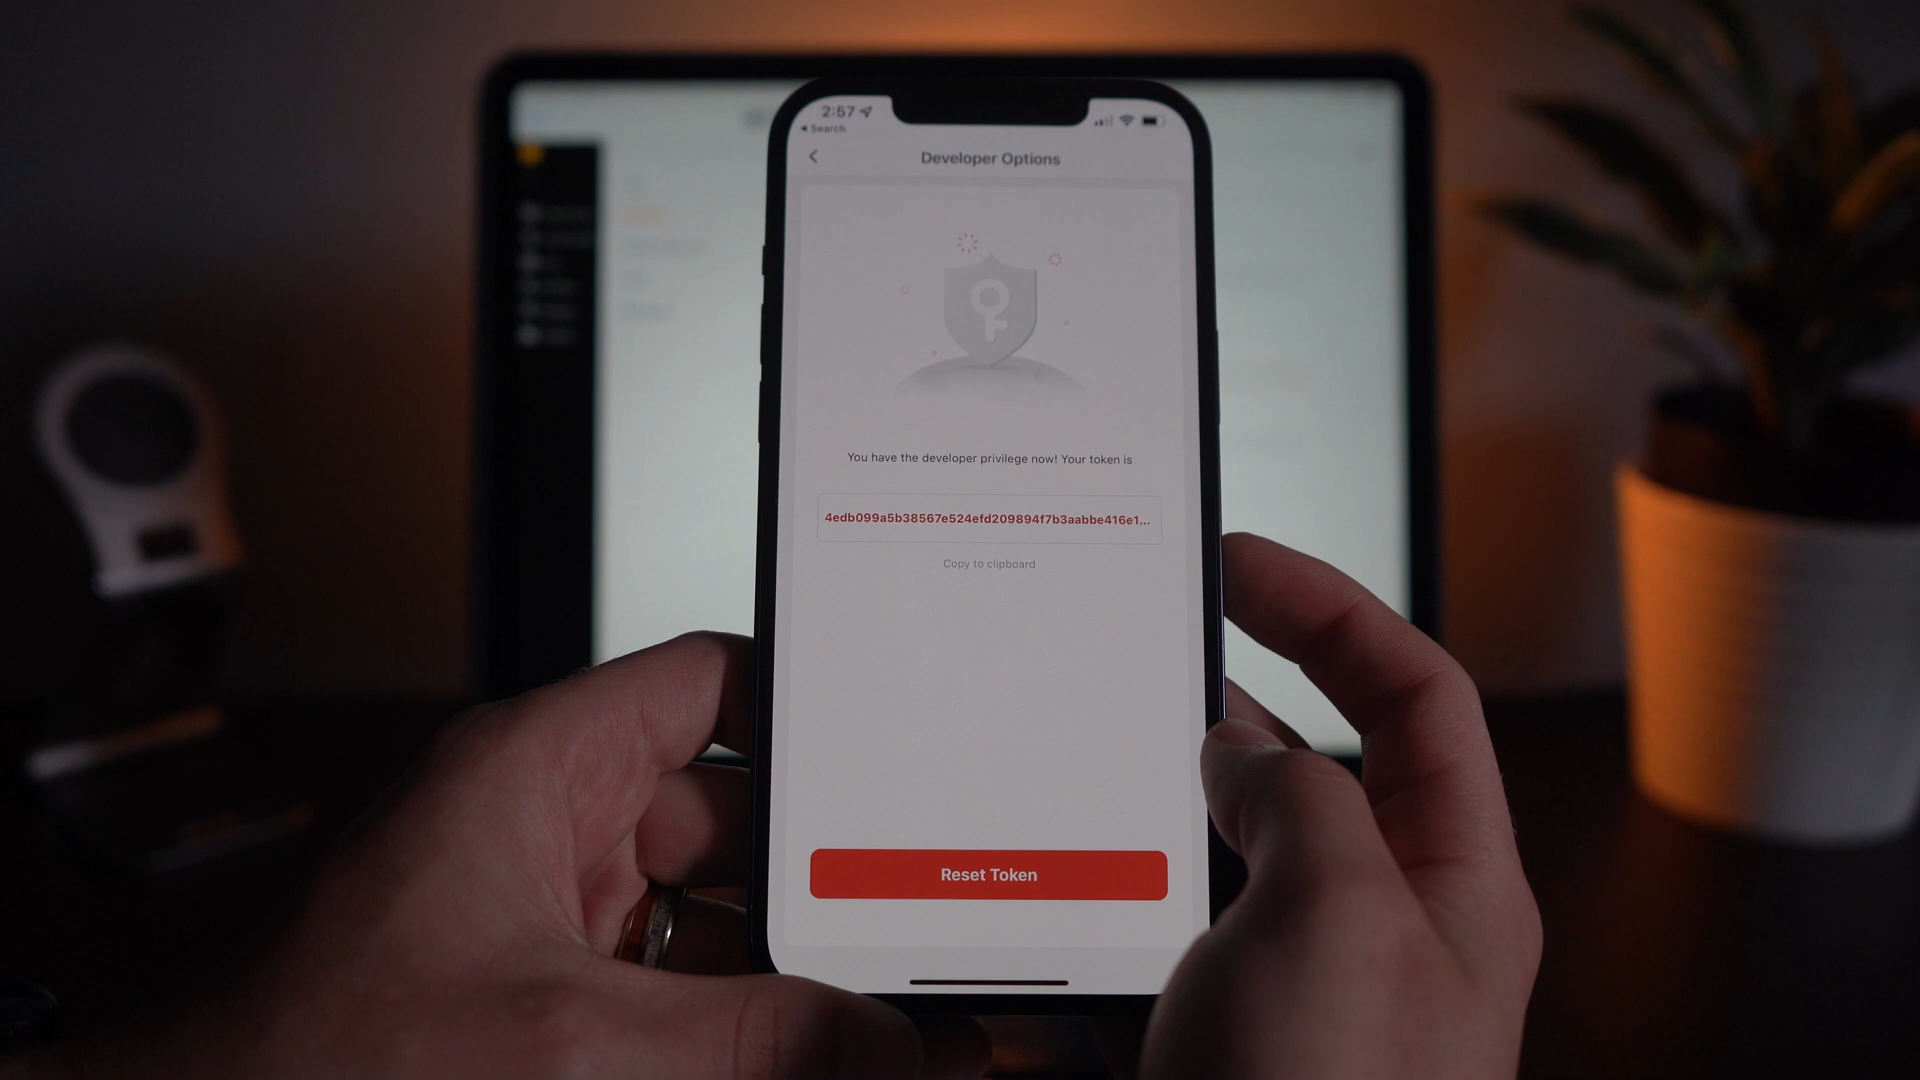 2:57
Search
Developer Options
You have the developer privilege now! Your token is
4edb099a5b38567e524efd209894f7b3aabbe416e1...
Copy to clipboard
Reset Token